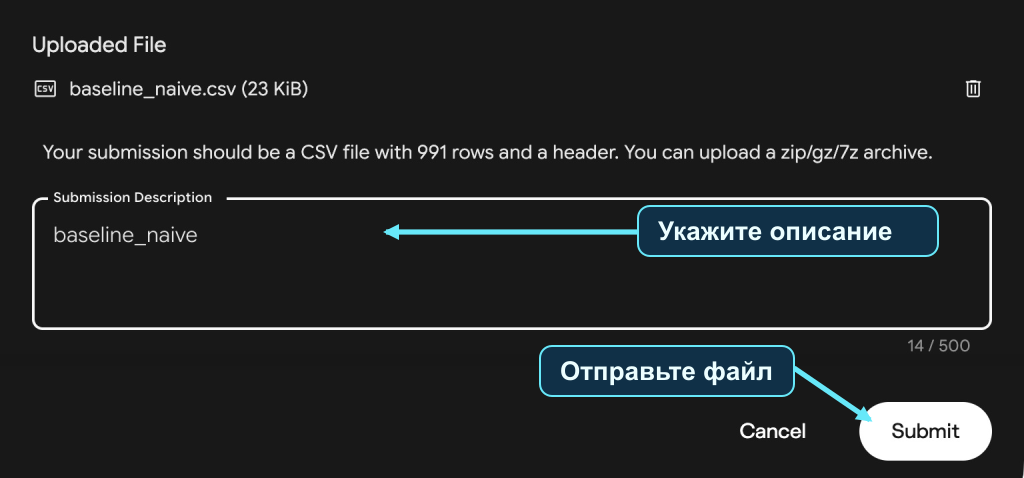 Uploaded File
CSV baseline_naive.csv (23 KiB)
Your submission should be a CSV file with 991 rows and a header. You can upload a zip/gz/7z archive.
Submission Description
baseline_naive
Укажите описание
14 / 500
Отправьте файл
Cancel
Submit